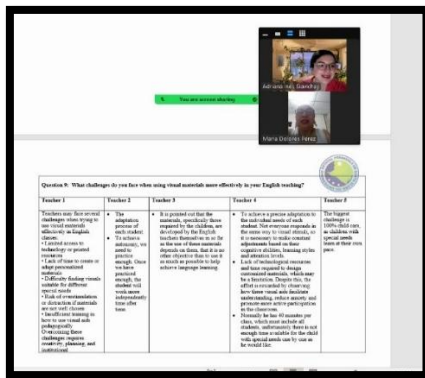 You are screen sharing
Maria Dolores Perez
Question 9: What challenges do you face when using visual materials more effectively in your English teaching?
Teacher 1
Teacher 2
Teacher 3
Teacher 4
Teacher 5
Teachers may face several
challenges when trying to
use visual materials
effectively in English
classes.
• Limited access to
technology or printed
resources
• Lack of time to create or
adapt personalized
materials
• Difficulty finding visuals
suitable for different
special needs
• Risk of overstimulation
or distraction if materials
are not well chosen
• Insufficient training in
how to use visual aids
pedagogically
Overcoming these
challenges requires
creativity, planning, and
institutional
• The
adaptation
process of
each student.
• To achieve
autonomy, we
need to
practice
enough. Once
we have
practiced
enough, the
student will
work more
independently
time after
time.
• It is pointed out that the
materials, specifically those
required by the children, are
developed by the English
teachers themselves in so far
as the use of these materials
depends on them, that it is no
other objective than to use it
as much as possible to help
achieve language learning.
• To achieve a precise adaptation to
the individual needs of each
student. Not everyone responds in
the same way to visual stimuli, so
it is necessary to make constant
adjustments based on their
cognitive abilities, learning styles,
and attention levels.
• Lack of technological resources
and time required to design
customized materials, which may
be a limitation. Despite this, the
effort is rewarded by observing
how these visual aids facilitate
understanding, reduce anxiety, and
promote more active participation
in the classroom.
• Normally he has 40 minutes per
class, which must include all
students, unfortunately there is not
enough time available for the child
with special needs one by one as
he would like.
The biggest
challenge is
100% child care,
as children with
special needs
learn at their own
pace.